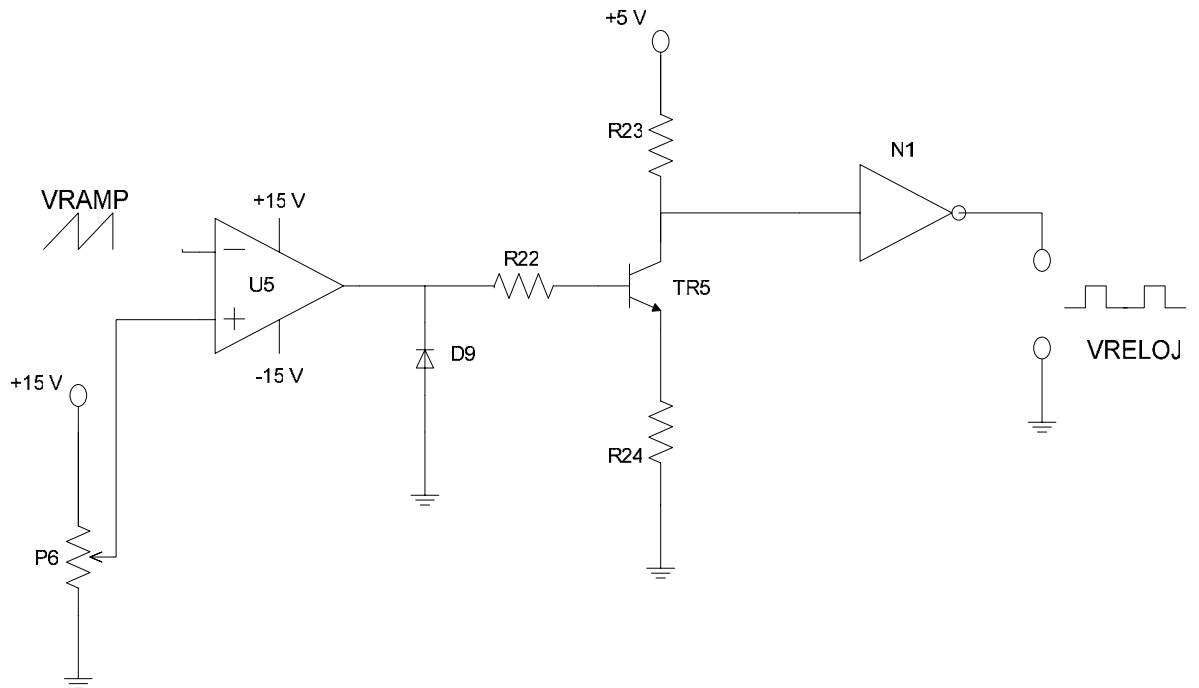 +5 V
R23
N1
VRAMP
+15 V
−
U5
+
-15 V
R22
TR5
D9
VRELOJ
+15 V
R24
P6